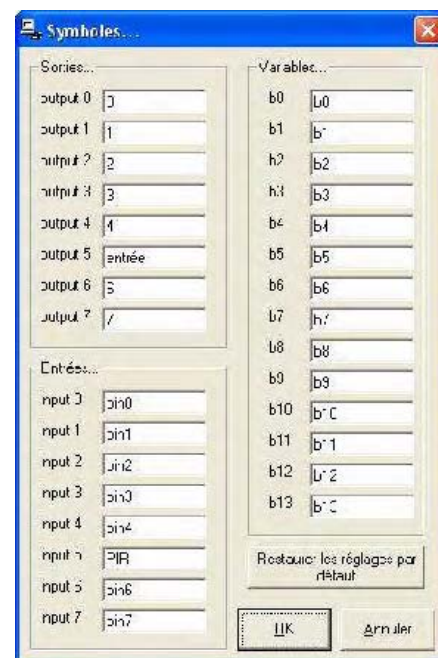 Symboles...
Sorties...
output 0 0
output 1 1
output 2 2
output 3 3
output 4 4
output 5 entrée
output 6 6
output 7 7
Entrées...
input 0 pin0
input 1 pin1
input 2 pin2
input 3 pin3
input 4 pin4
input 5 PIR
input 6 pin6
input 7 pin7
Variables...
b0 b0
b1 b1
b2 b2
b3 b3
b4 b4
b5 b5
b6 b6
b7 b7
b8 b8
b9 b9
b10 b10
b11 b11
b12 b12
b13 b13
Restaurer les réglages par
défaut
OK Annuler